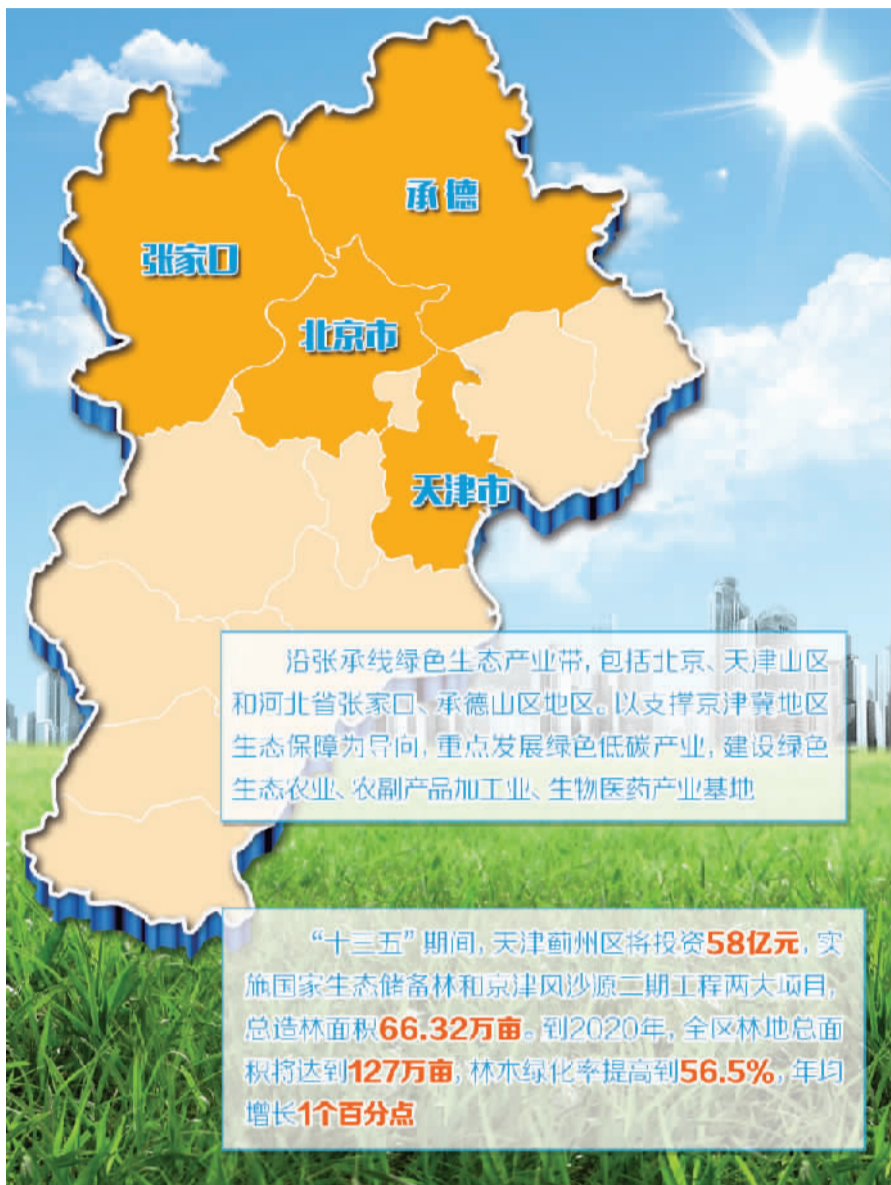 承德
张家口
北京市
天津市
沿张承线绿色生态产业带，包括北京、天津山区
和河北省张家口、承德山区地区。以支撑京津冀地区
生态保障为导向，重点发展绿色低碳产业，建设绿色
生态农业、农副产品加工业、生物医药产业基地
“十三五”期间，天津蓟州区将投资58亿元，实
施国家生态储备林和京津风沙源二期工程两大项目，
总造林面积66.32万亩。到2020年，全区林地总面
积将达到127万亩，林木绿化率提高到56.5%，年均
增长1个百分点